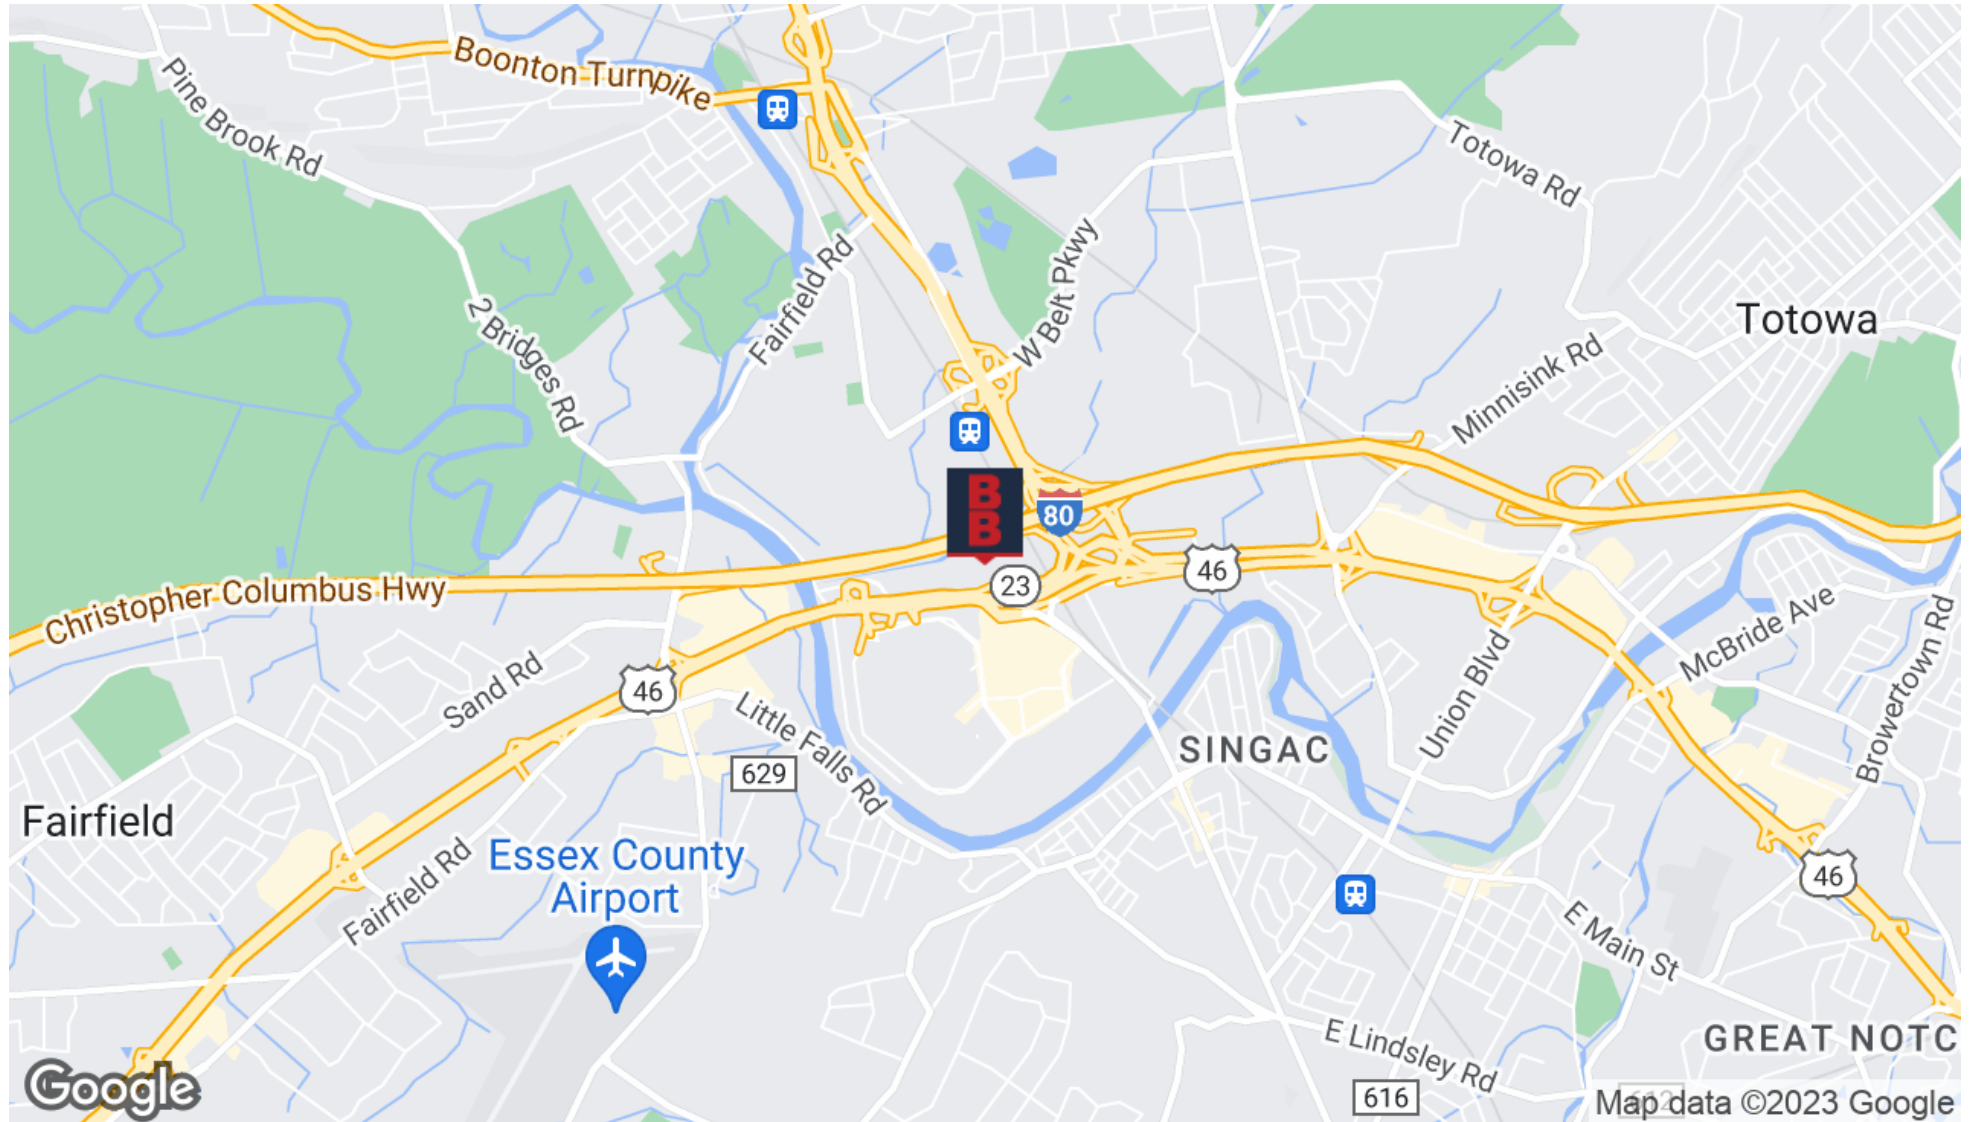 Boonton Turnpike
Pine Brook Rd
Totowa Rd
Fairfield Rd
W Belt Pkwy
2 Bridges Rd
Totowa
Minnisink Rd
B
B
80
Christopher Columbus Hwy
23
46
McBride Ave
Browertown Rd
Union Blvd
Sand Rd
46
Little Falls Rd
SINGAC
629
Fairfield
Essex County
Airport
Fairfield Rd
46
E Main St
E Lindsley Rd
GREAT NOTC
616
612
Google
Map data ©2023 Google